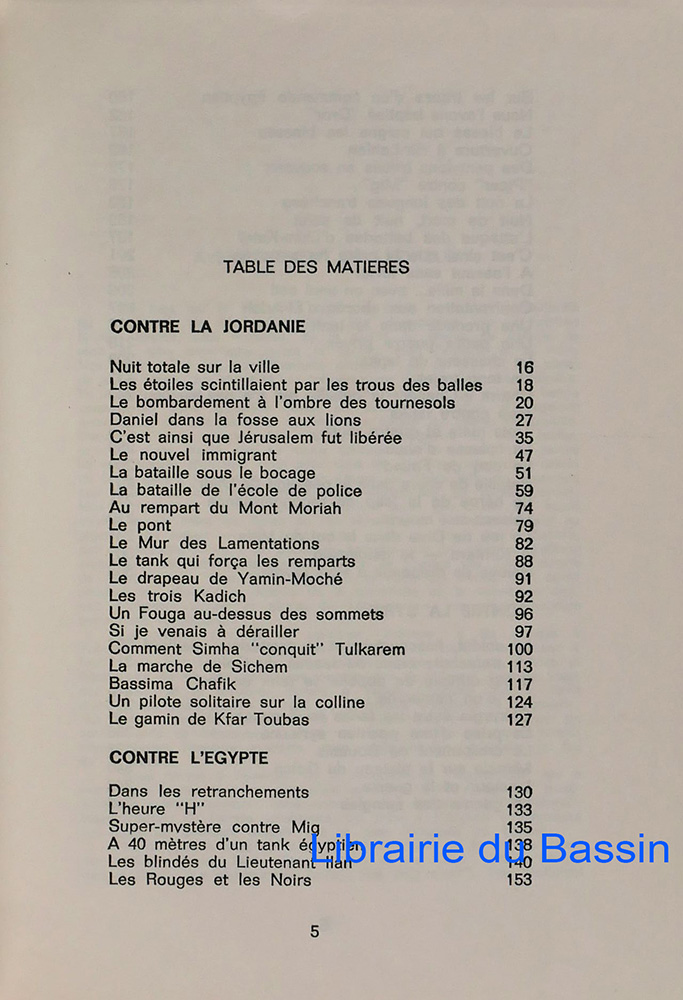 TABLE DES MATIERES
CONTRE LA JORDANIE
Nuit totale sur la ville 16
Les étoiles scintillaient par les trous des balles 18
Le bombardement à l'ombre des tournesols 20
Daniel dans la fosse aux lions 27
C'est ainsi que Jérusalem fut libérée 35
Le nouvel immigrant 47
La bataille sous le bocage 51
La bataille de l'école de police 59
Au rempart du Mont Moriah 74
Le pont 79
Le Mur des Lamentations 82
Le tank qui força les remparts 88
Le drapeau de Yamin-Moché 91
Les trois Kadich 92
Un Fouga au-dessus des sommets 96
Si je venais à dérailler 97
Comment Simha "conquit" Tulkarem 100
La marche de Sichem 113
Bassima Chafik 117
Un pilote solitaire sur la colline 124
Le gamin de Kfar Toubas 127
CONTRE L'EGYPTE
Dans les retranchements 130
L'heure "H" 133
Super-mystère contre Mig 135
A 40 mètres d'un tank égyptien 138
Les blindés du Lieutenant Ilan 140
Les Rouges et les Noirs 153
Librairie du Bassin
5